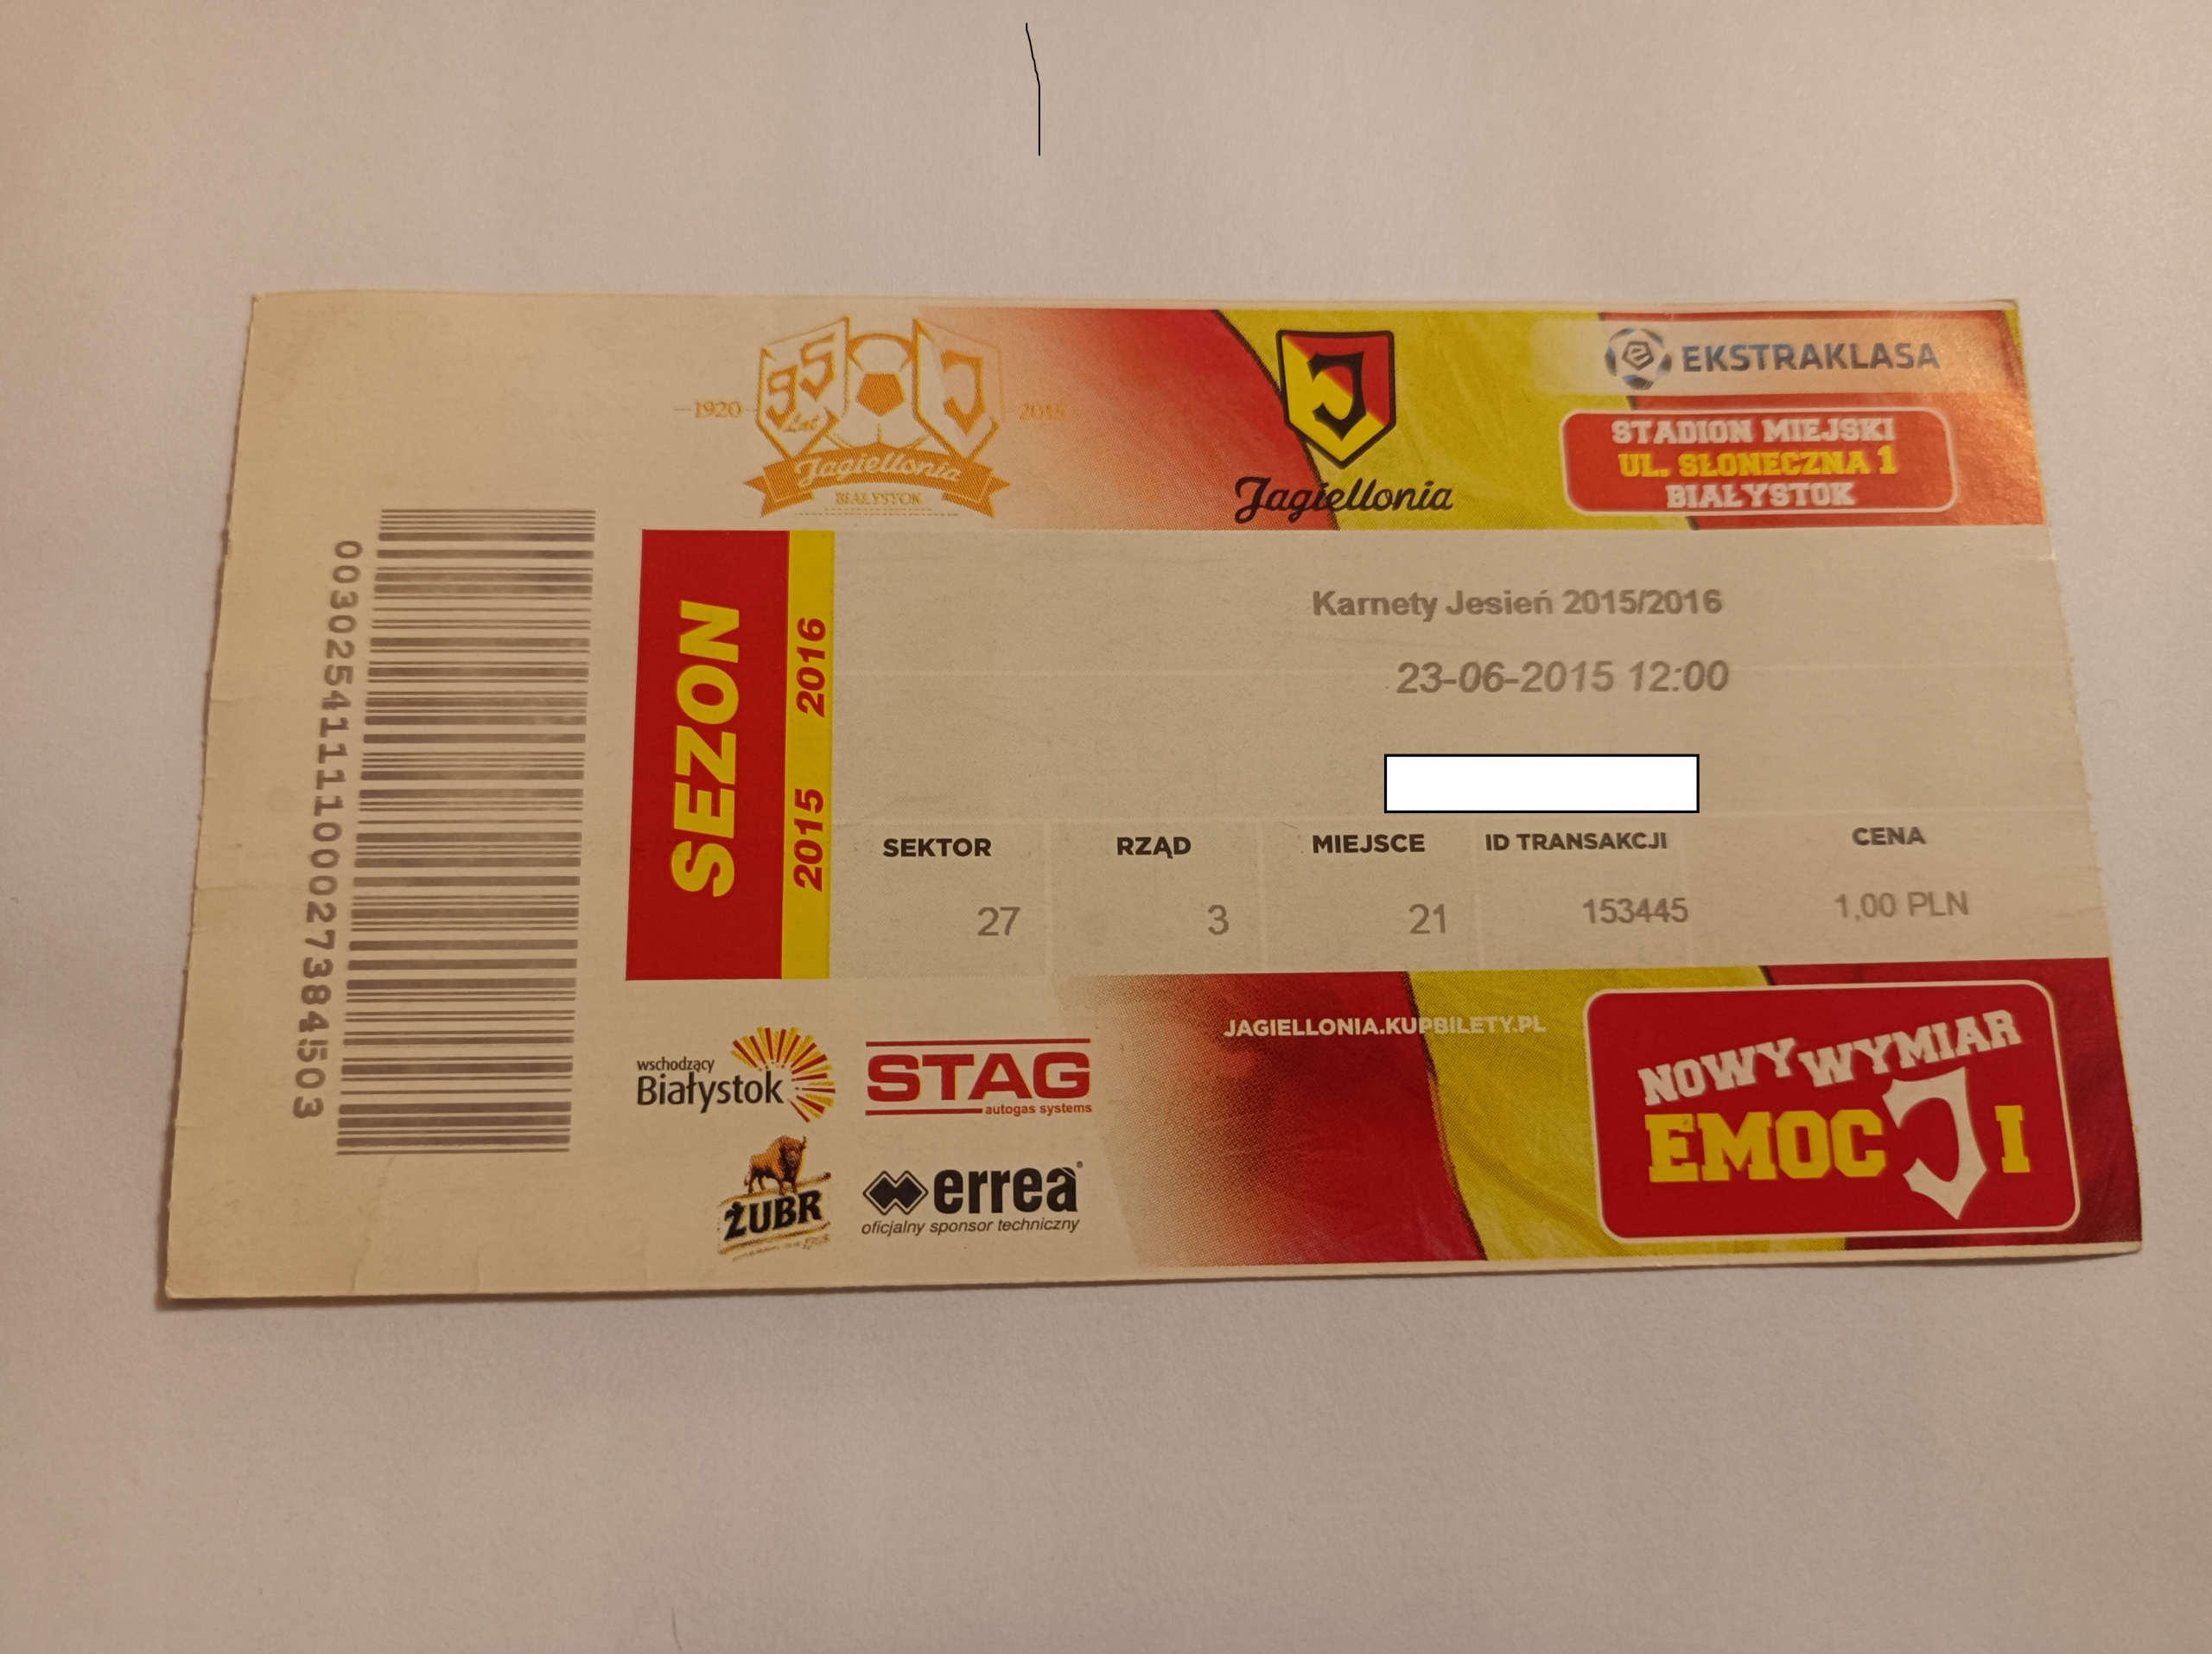 1920
95
Lat
2015
Jagiellonia
BIAŁYSTOK
Jagiellonia
EKSTRAKLASA
STADION MIEJSKI
UL. SŁONECZNA 1
BIAŁYSTOK
0030254111100027384503
SEZON
2015 2016
Karnety Jesień 2015/2016
23-06-2015 12:00
SEKTOR RZĄD MIEJSCE ID TRANSAKCJI CENA
27 3 21 153445 1,00 PLN
JAGIELLONIA.KUPBILETY.PL
wschodzący
Białystok
STAG
autogas systems
ŻUBR
errea
oficjalny sponsor techniczny
NOWY WYMIAR
EMOCJI